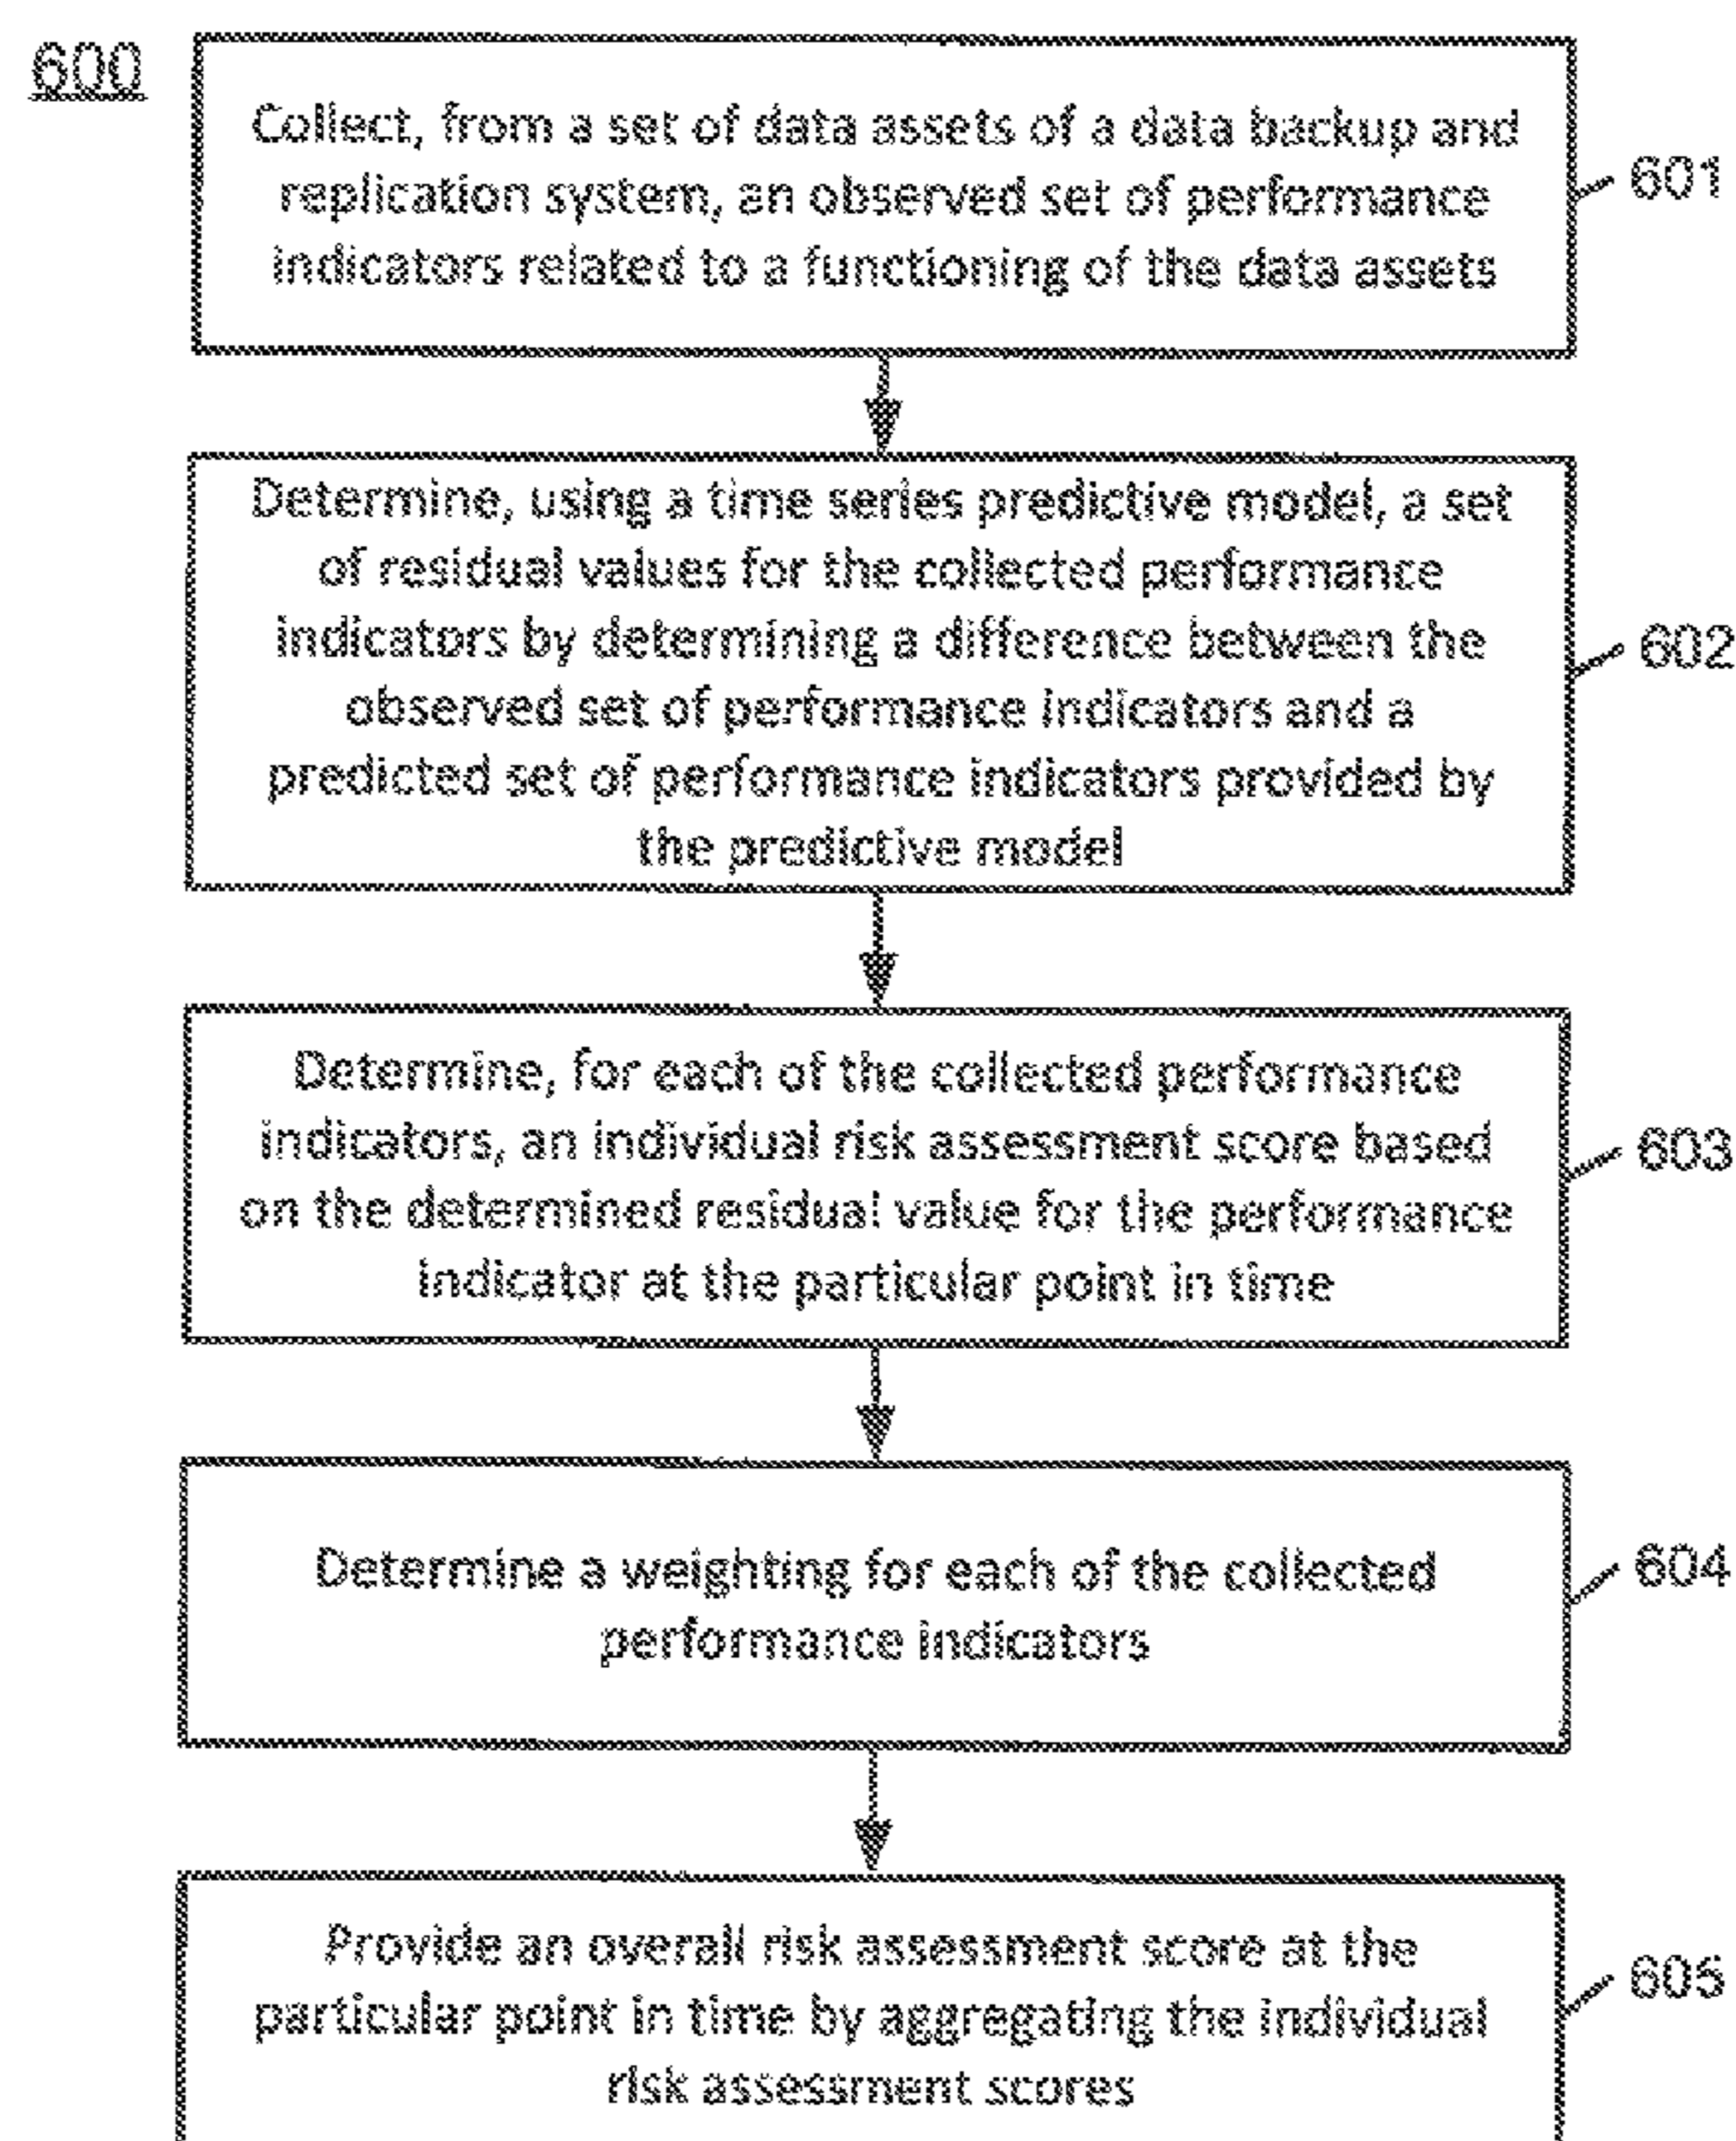 600
Collect, from a set of data assets of a data backup and
replication system, an observed set of performance
indicators related to a functioning of the data assets
601
Determine, using a time series predictive model, a set
of residual values for the collected performance
indicators by determining a difference between the
observed set of performance indicators and a
predicted set of performance indicators provided by
the predictive model
602
Determine, for each of the collected performance
indicators, an individual risk assessment score based
on the determined residual value for the performance
indicator at the particular point in time
603
Determine a weighting for each of the collected
performance indicators
604
Provide an overall risk assessment score at the
particular point in time by aggregating the individual
risk assessment scores
605